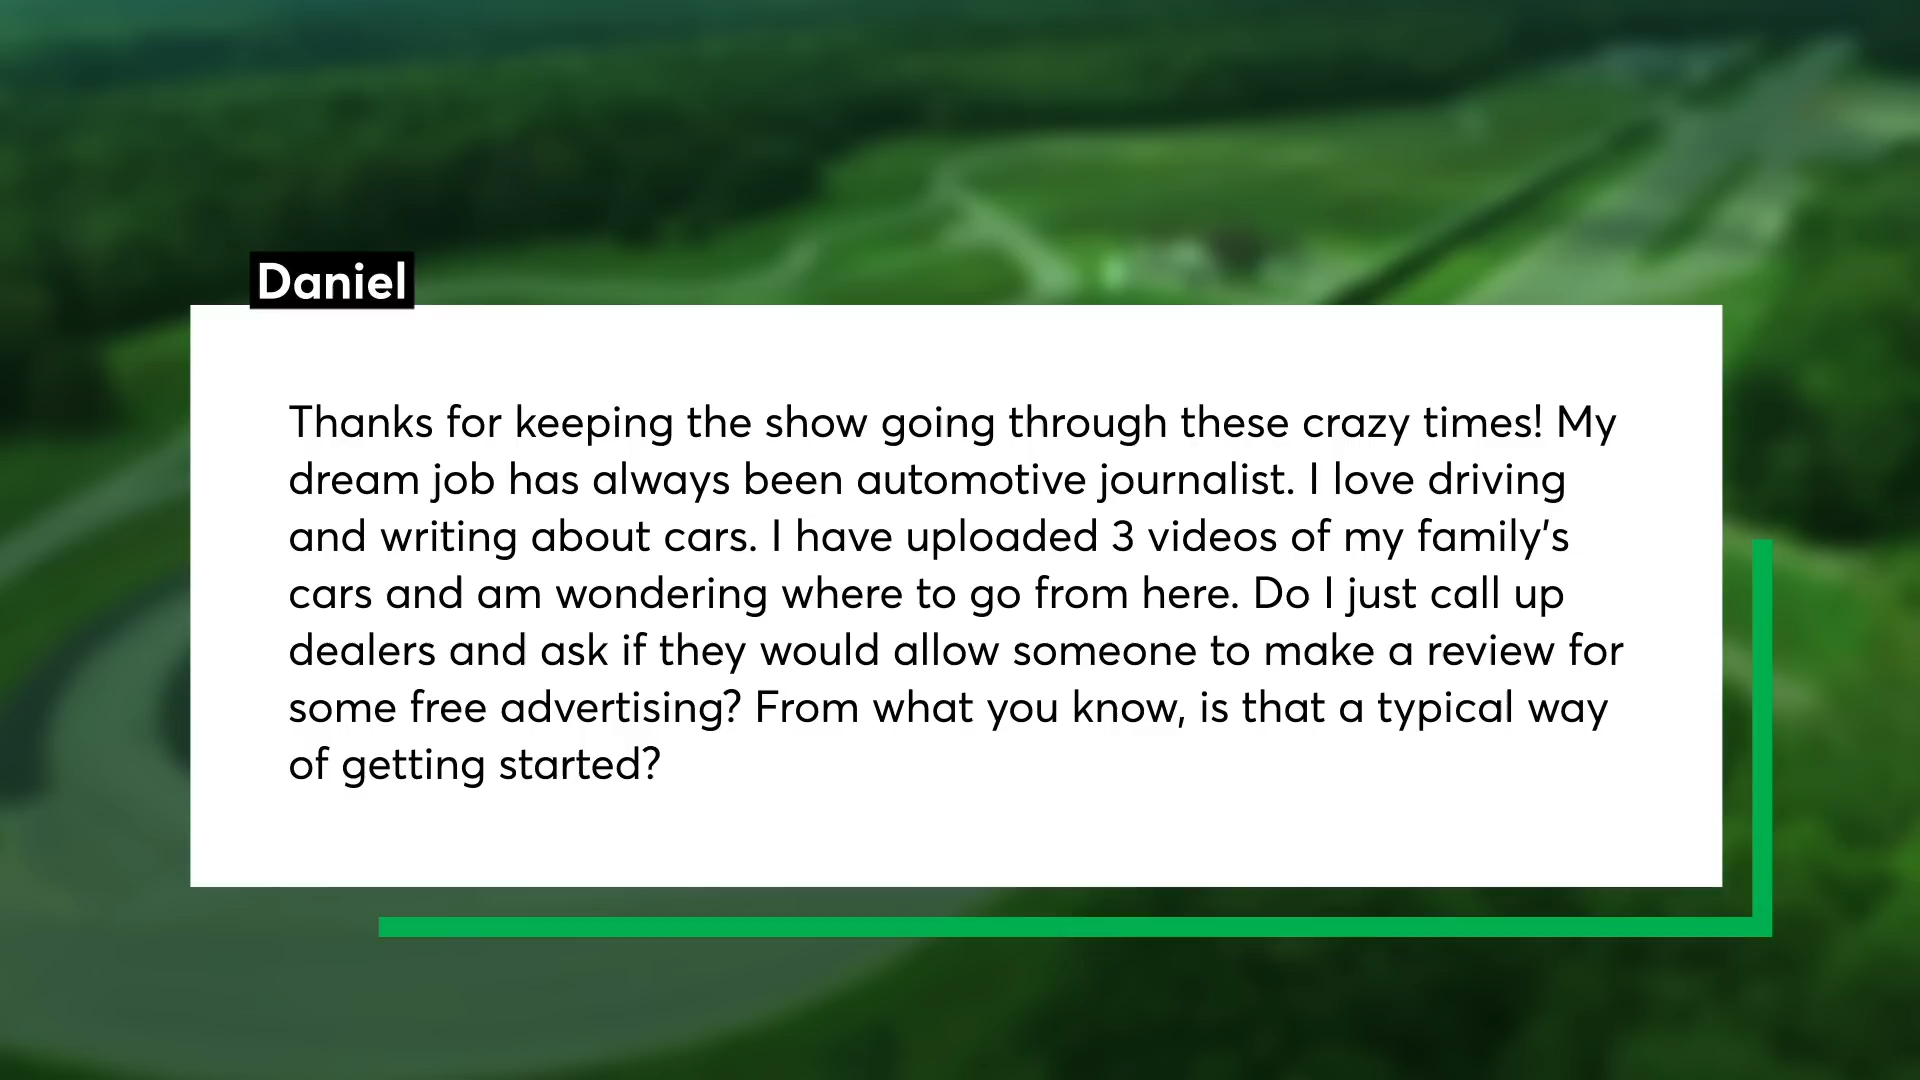 Daniel
Thanks for keeping the show going through these crazy times! My
dream job has always been automotive journalist. I love driving
and writing about cars. I have uploaded 3 videos of my family's
cars and am wondering where to go from here. Do I just call up
dealers and ask if they would allow someone to make a review for
some free advertising? From what you know, is that a typical way
of getting started?